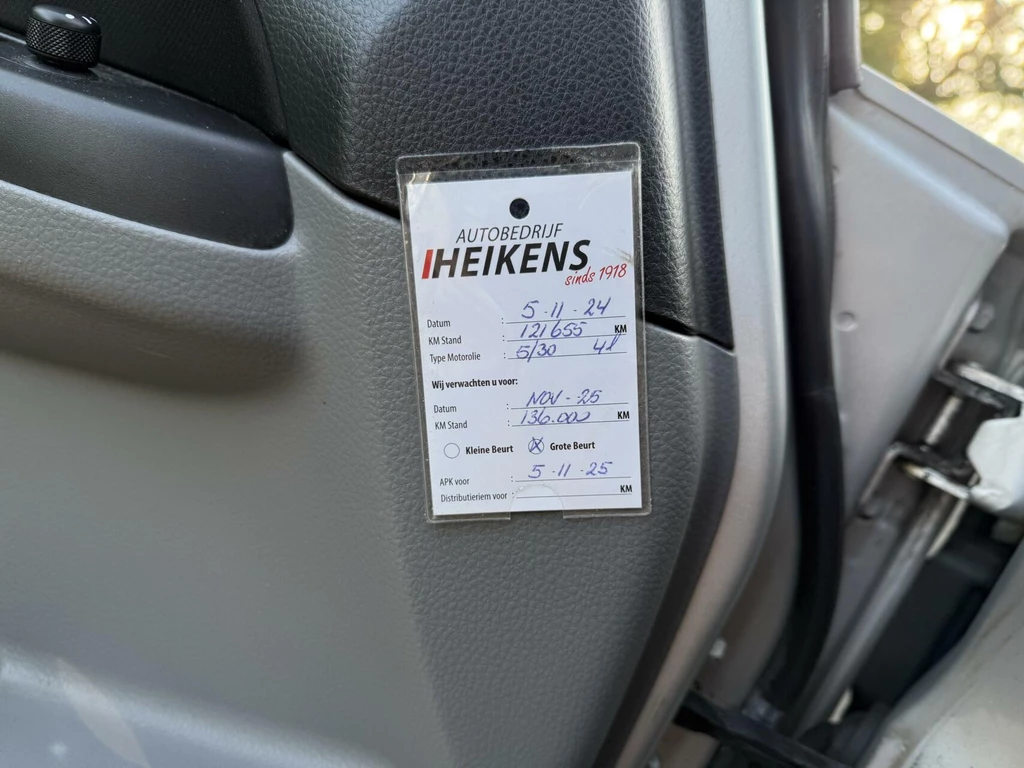 AUTOBEDRIJF
HEIKENS
sinds 1918
Datum : 5-11-24
KM Stand : 121655 KM
Type Motorolie : 5/30 4l
Wij verwachten u voor:
Datum : NOV-25
KM Stand : 136.000 KM
Kleine Beurt Grote Beurt
APK voor : 5-11-25
Distributieriem voor : KM